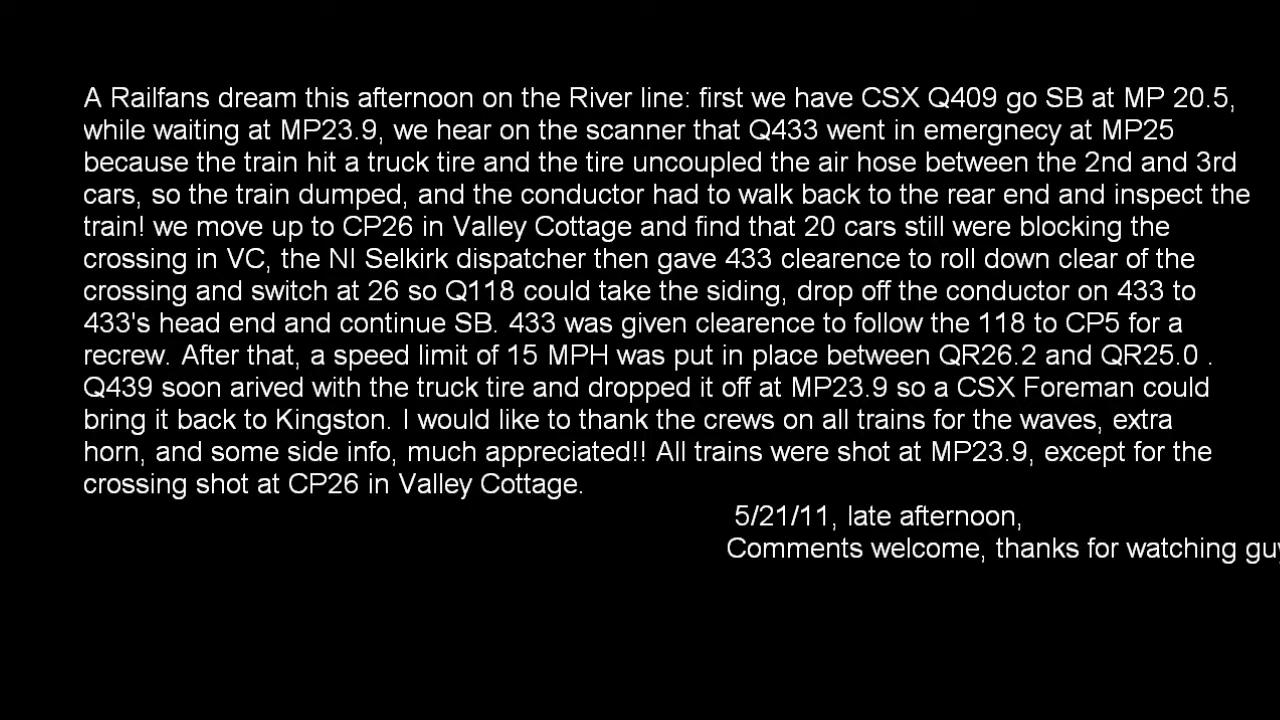 A Railfans dream this afternoon on the River line: first we have CSX Q409 go SB at MP 20.5,
while waiting at MP23.9, we hear on the scanner that Q433 went in emergnecy at MP25
because the train hit a truck tire and the tire uncoupled the air hose between the 2nd and 3rd
cars, so the train dumped, and the conductor had to walk back to the rear end and inspect the
train! we move up to CP26 in Valley Cottage and find that 20 cars still were blocking the
crossing in VC, the NI Selkirk dispatcher then gave 433 clearence to roll down clear of the
crossing and switch at 26 so Q118 could take the siding, drop off the conductor on 433 to
433's head end and continue SB. 433 was given clearence to follow the 118 to CP5 for a
recrew. After that, a speed limit of 15 MPH was put in place between QR26.2 and QR25.0 .
Q439 soon arived with the truck tire and dropped it off at MP23.9 so a CSX Foreman could
bring it back to Kingston. I would like to thank the crews on all trains for the waves, extra
horn, and some side info, much appreciated!! All trains were shot at MP23.9, except for the
crossing shot at CP26 in Valley Cottage.
5/21/11, late afternoon,
Comments welcome, thanks for watching guy